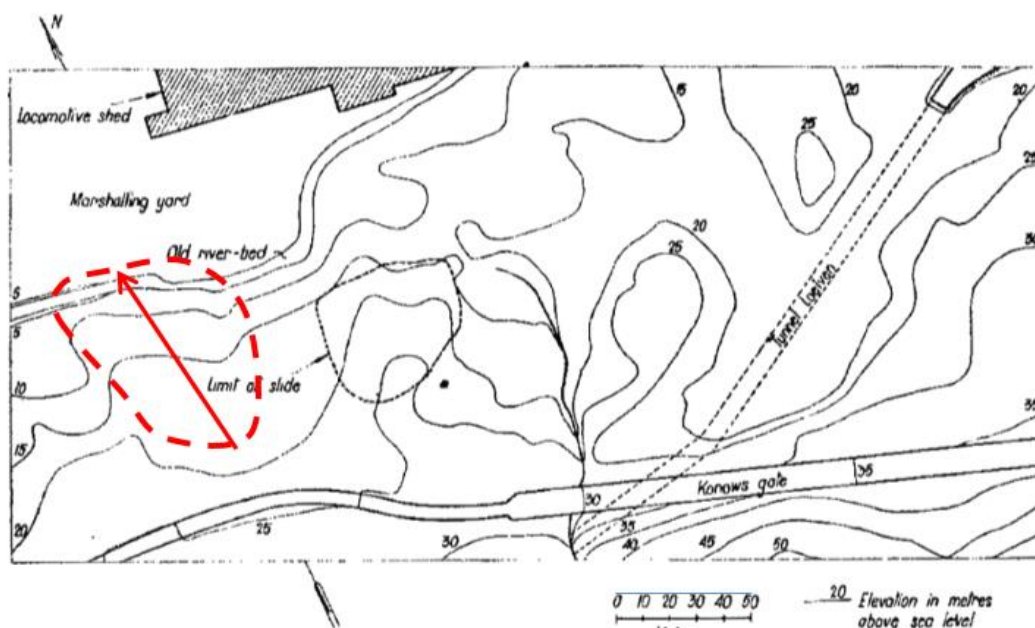 N
Locomotive shed
Marshalling yard
Old river-bed
15
20
20
25
25
20
25
30
5
5
Tunnel Loelven
Limit of slide
10
15
35
Konows gate
35
20
25
30
30
35
40
45
50
0 10 20 30 40 50
20 Elevation in metres
above sea level